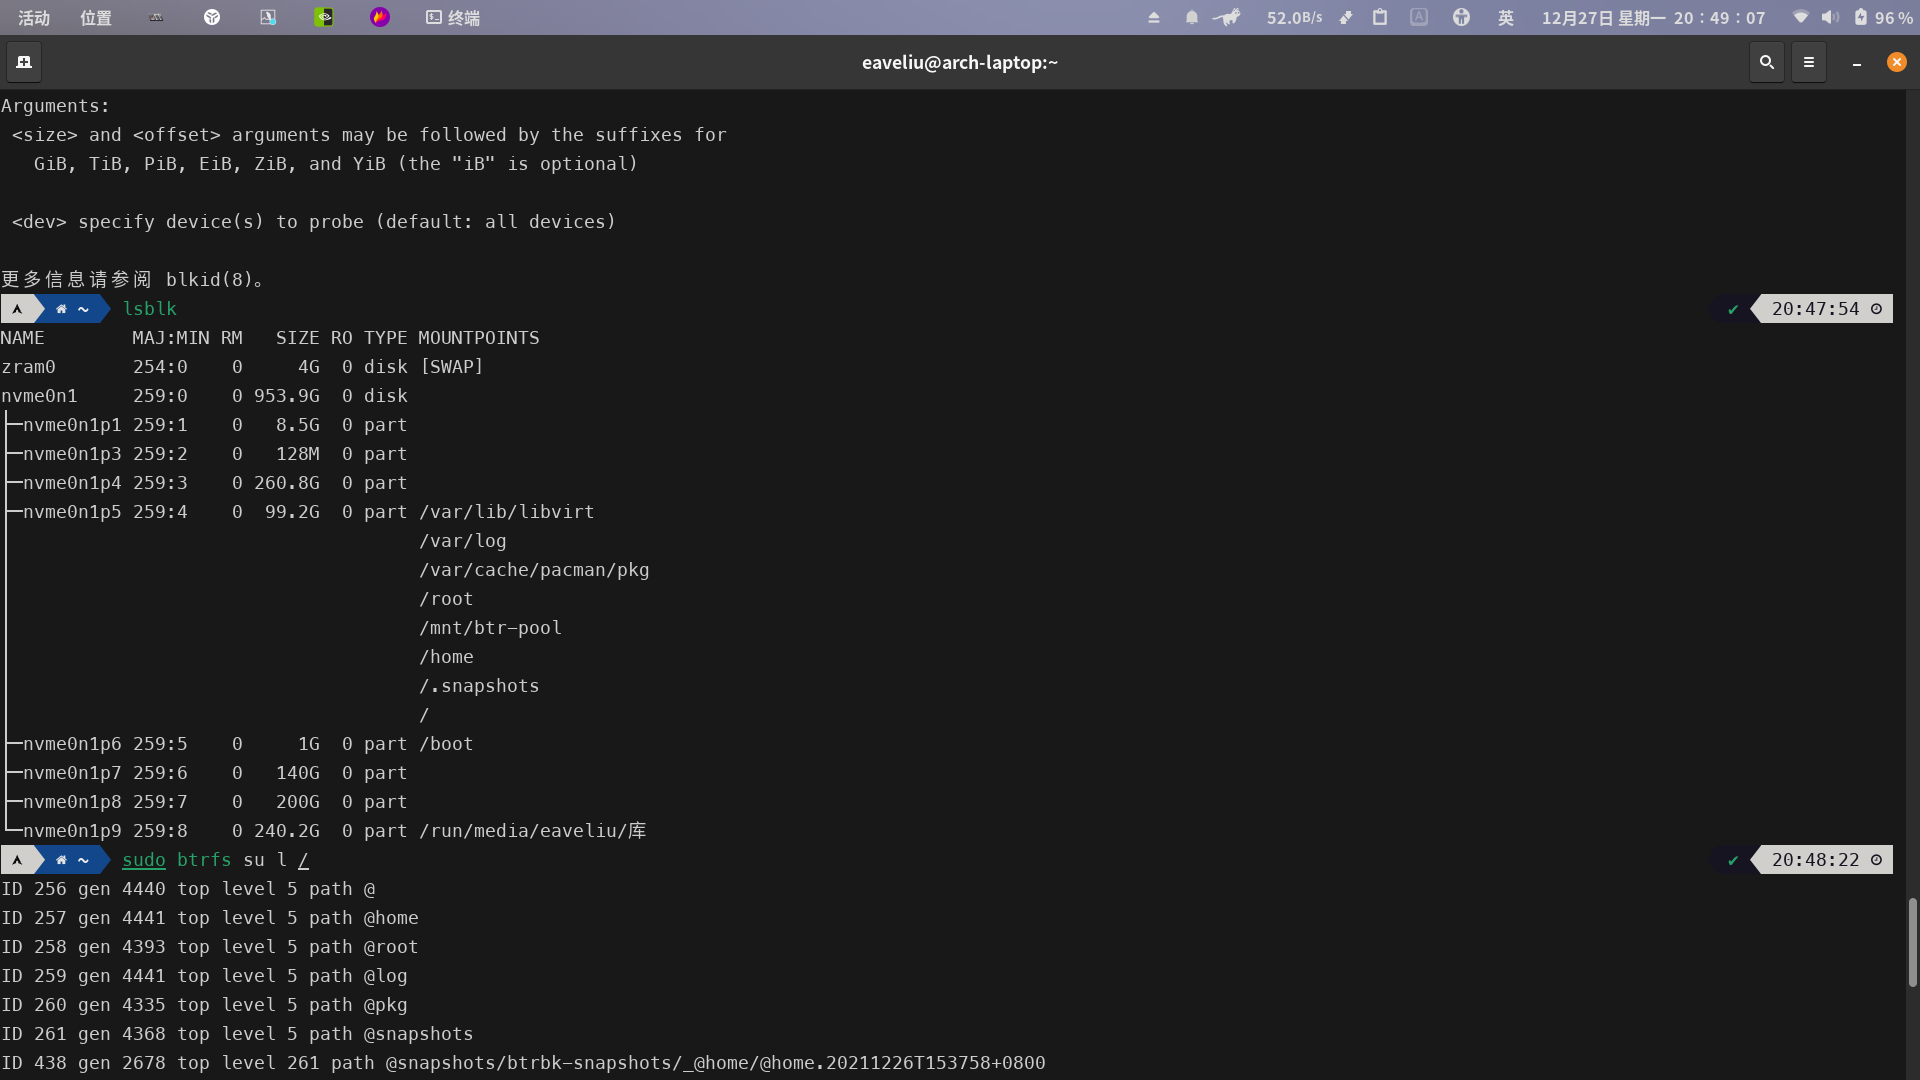 活动 位置 终端 52.0B/s A 英 12月27日 星期一 20：49：07 96 %
eaveliu@arch-laptop:~
Arguments:
 <size> and <offset> arguments may be followed by the suffixes for
   GiB, TiB, PiB, EiB, ZiB, and YiB (the "iB" is optional)
 <dev> specify device(s) to probe (default: all devices)
更多信息请参阅 blkid(8)。
~ lsblk ✔ 20:47:54
NAME        MAJ:MIN RM   SIZE RO TYPE MOUNTPOINTS
zram0       254:0    0     4G  0 disk [SWAP]
nvme0n1     259:0    0 953.9G  0 disk
├─nvme0n1p1 259:1    0   8.5G  0 part
├─nvme0n1p3 259:2    0   128M  0 part
├─nvme0n1p4 259:3    0 260.8G  0 part
├─nvme0n1p5 259:4    0  99.2G  0 part /var/lib/libvirt
│                                     /var/log
│                                     /var/cache/pacman/pkg
│                                     /root
│                                     /mnt/btr-pool
│                                     /home
│                                     /.snapshots
│                                     /
├─nvme0n1p6 259:5    0     1G  0 part /boot
├─nvme0n1p7 259:6    0   140G  0 part
├─nvme0n1p8 259:7    0   200G  0 part
└─nvme0n1p9 259:8    0 240.2G  0 part /run/media/eaveliu/库
~ sudo btrfs su l / ✔ 20:48:22
ID 256 gen 4440 top level 5 path @
ID 257 gen 4441 top level 5 path @home
ID 258 gen 4393 top level 5 path @root
ID 259 gen 4441 top level 5 path @log
ID 260 gen 4335 top level 5 path @pkg
ID 261 gen 4368 top level 5 path @snapshots
ID 438 gen 2678 top level 261 path @snapshots/btrbk-snapshots/_@home/@home.20211226T153758+0800